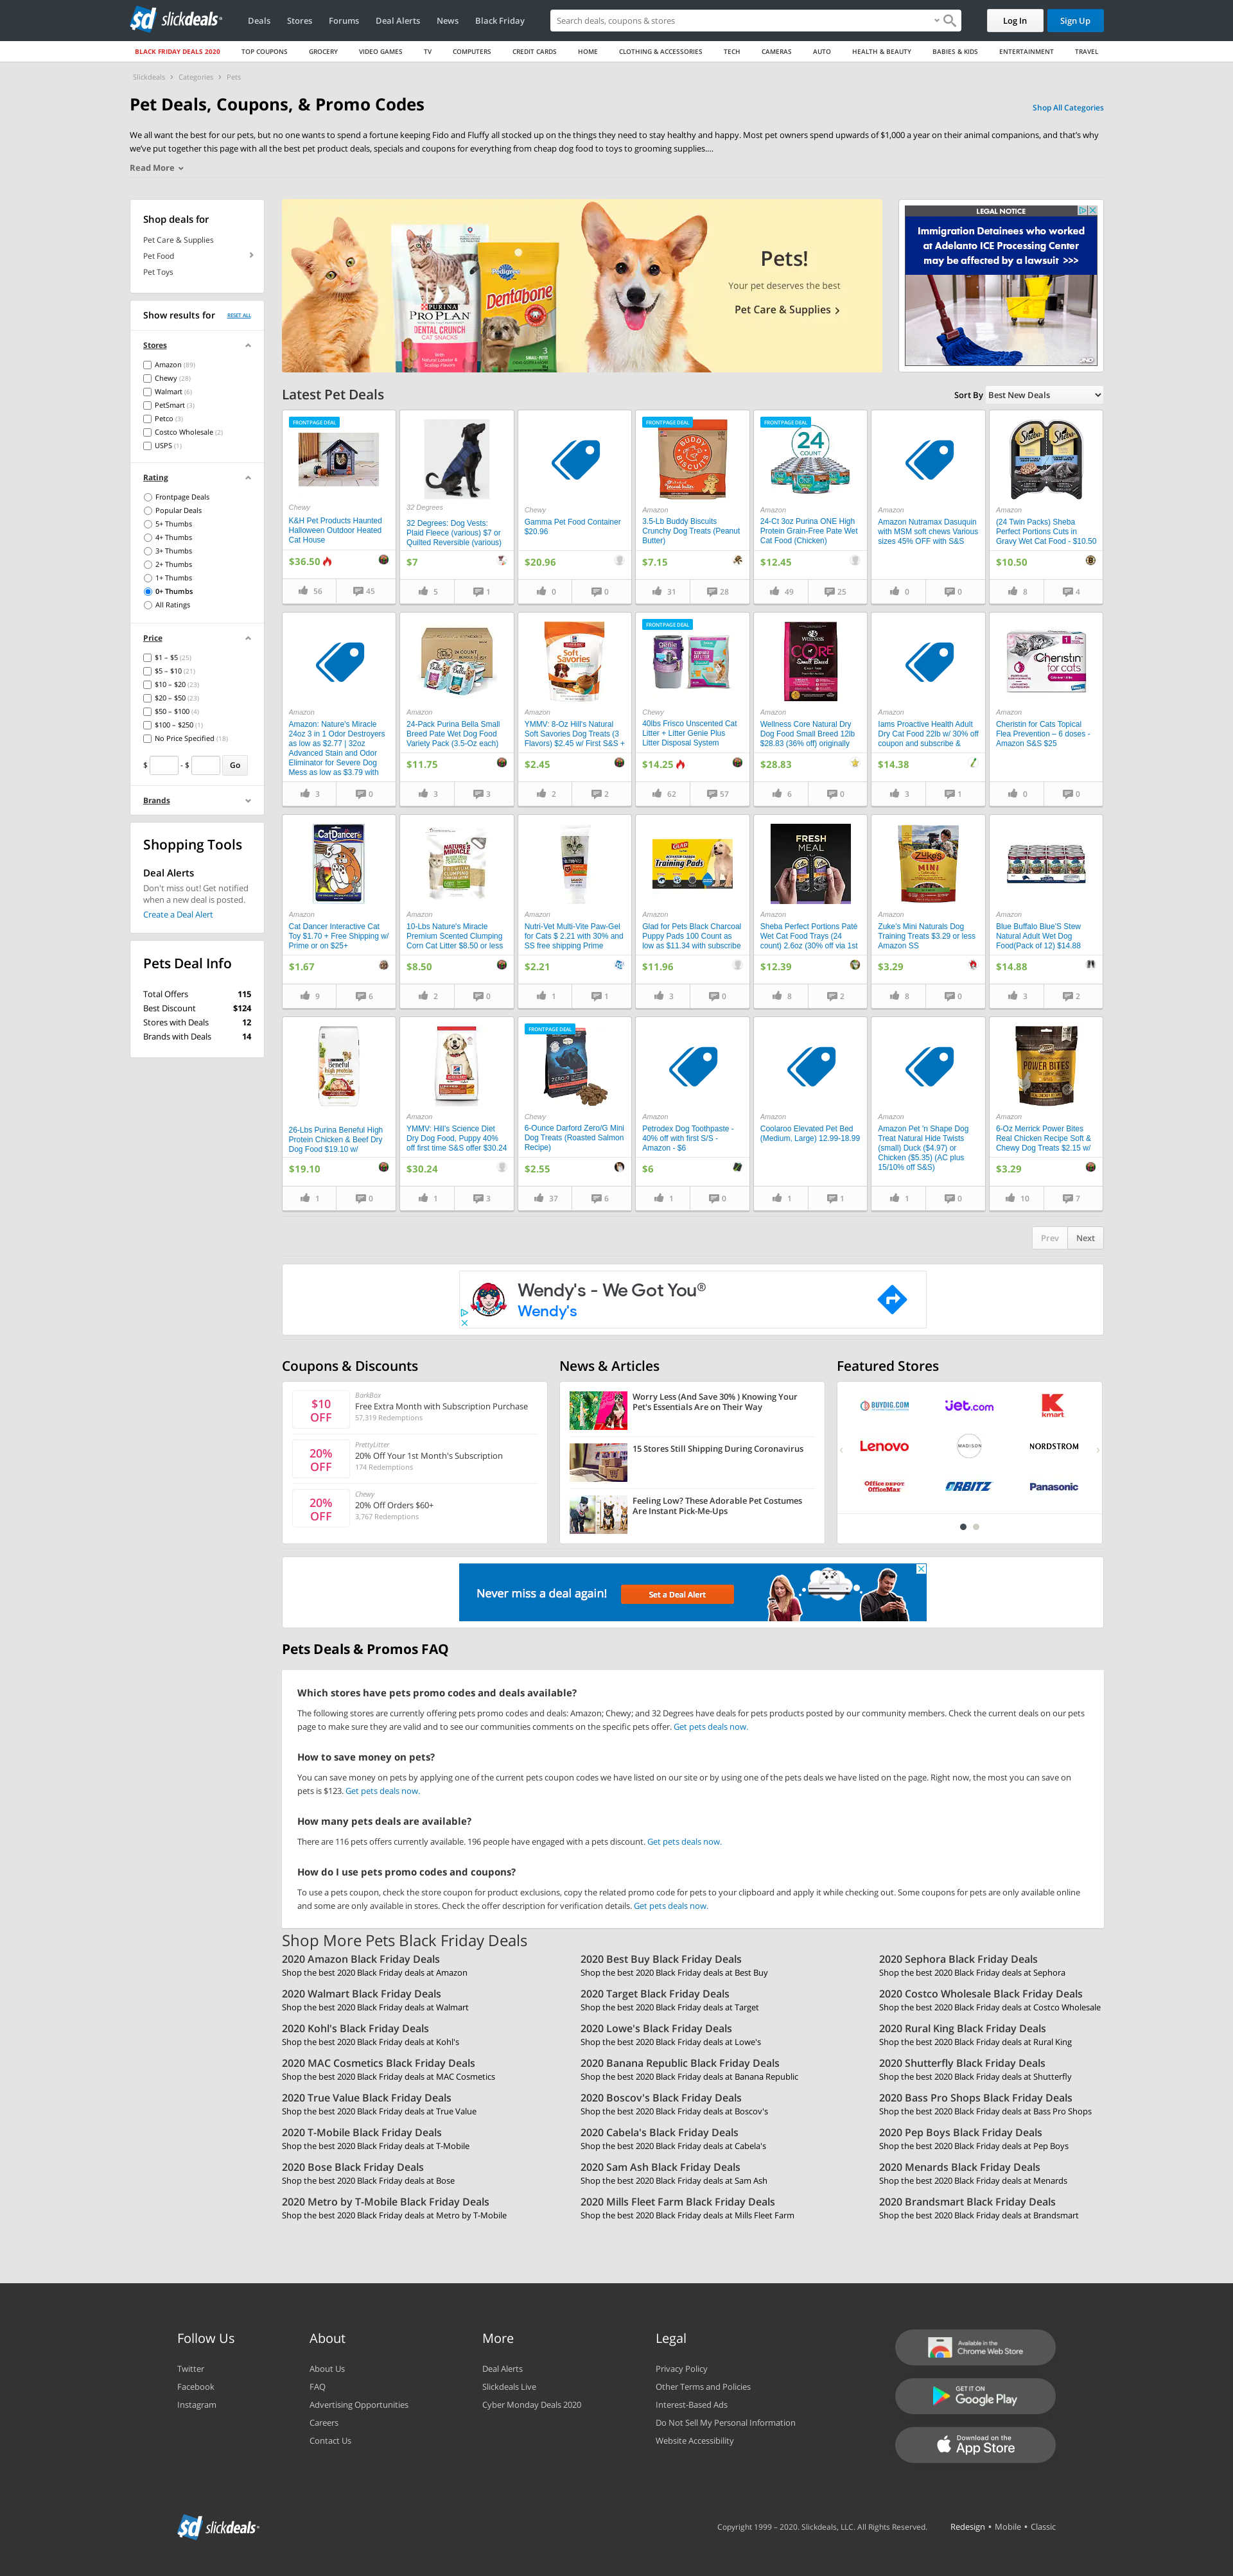 slickdeals
Deals
Stores
Forums
Deal Alerts
News
Black Friday
Search deals, coupons & stores
Log In
Sign Up
BLACK FRIDAY DEALS 2020
TOP COUPONS
GROCERY
VIDEO GAMES
TV
COMPUTERS
CREDIT CARDS
HOME
CLOTHING & ACCESSORIES
TECH
CAMERAS
AUTO
HEALTH & BEAUTY
BABIES & KIDS
ENTERTAINMENT
TRAVEL
Slickdeals > Categories > Pets
Pet Deals, Coupons, & Promo Codes
Shop All Categories
We all want the best for our pets, but no one wants to spend a fortune keeping Fido and Fluffy all stocked up on the things they need to stay healthy and happy. Most pet owners spend upwards of $1,000 a year on their animal companions, and that's why
we've put together this page with all the best pet product deals, specials and coupons for everything from cheap dog food to toys to grooming supplies....
Read More
Shop deals for
Pet Care & Supplies
Pet Food
Pet Toys
Show results for
RESET ALL
Stores
Amazon (89)
Chewy (28)
Walmart (6)
PetSmart (3)
Petco (3)
Costco Wholesale (2)
USPS (1)
Rating
Frontpage Deals
Popular Deals
5+ Thumbs
4+ Thumbs
3+ Thumbs
2+ Thumbs
1+ Thumbs
0+ Thumbs
All Ratings
Price
$1 – $5 (25)
$5 – $10 (21)
$10 – $20 (23)
$20 – $50 (23)
$50 – $100 (4)
$100 – $250 (1)
No Price Specified (18)
$ - $ Go
Brands
Shopping Tools
Deal Alerts
Don't miss out! Get notified
when a new deal is posted.
Create a Deal Alert
Pets Deal Info
Total Offers 115
Best Discount $124
Stores with Deals 12
Brands with Deals 14
PURINA
PRO PLAN
DENTAL CRUNCH
CAT SNACKS
Pedigree
Dentabone
Pets!
Your pet deserves the best
Pet Care & Supplies
LEGAL NOTICE
Immigration Detainees who worked
at Adelanto ICE Processing Center
may be affected by a lawsuit >>>
Latest Pet Deals
Sort By Best New Deals
FRONTPAGE DEAL
Chewy
K&H Pet Products Haunted
Halloween Outdoor Heated
Cat House
$36.50
56
45
32 Degrees
32 Degrees: Dog Vests:
Plaid Fleece (various) $7 or
Quilted Reversible (various)
$7
5
1
Chewy
Gamma Pet Food Container
$20.96
$20.96
0
0
FRONTPAGE DEAL
BUDDY
BISCUITS
Amazon
3.5-Lb Buddy Biscuits
Crunchy Dog Treats (Peanut
Butter)
$7.15
31
28
FRONTPAGE DEAL
24
COUNT
Amazon
24-Ct 3oz Purina ONE High
Protein Grain-Free Pate Wet
Cat Food (Chicken)
$12.45
49
25
Amazon
Amazon Nutramax Dasuquin
with MSM soft chews Various
sizes 45% OFF with S&S
0
0
Sheba
Sheba
Amazon
(24 Twin Packs) Sheba
Perfect Portions Cuts in
Gravy Wet Cat Food - $10.50
$10.50
8
4
Amazon
Amazon: Nature's Miracle
24oz 3 in 1 Odor Destroyers
as low as $2.77 | 32oz
Advanced Stain and Odor
Eliminator for Severe Dog
Mess as low as $3.79 with
3
0
24 COUNT
Amazon
24-Pack Purina Bella Small
Breed Pate Wet Dog Food
Variety Pack (3.5-Oz each)
$11.75
3
3
Soft
Savories
Amazon
YMMV: 8-Oz Hill's Natural
Soft Savories Dog Treats (3
Flavors) $2.45 w/ First S&S +
$2.45
2
2
FRONTPAGE DEAL
genie
Chewy
40lbs Frisco Unscented Cat
Litter + Litter Genie Plus
Litter Disposal System
$14.25
62
57
WELLNESS
CORE
Small Breed
Amazon
Wellness Core Natural Dry
Dog Food Small Breed 12lb
$28.83 (36% off) originally
$28.83
6
0
Amazon
Iams Proactive Health Adult
Dry Cat Food 22lb w/ 30% off
coupon and subscribe &
$14.38
3
1
Cheristin
for cats
1
Amazon
Cheristin for Cats Topical
Flea Prevention – 6 doses -
Amazon S&S $25
0
0
CatDancer
Amazon
Cat Dancer Interactive Cat
Toy $1.70 + Free Shipping w/
Prime or on $25+
$1.67
9
6
NATURE'S
MIRACLE
CLUMPING
Amazon
10-Lbs Nature's Miracle
Premium Scented Clumping
Corn Cat Litter $8.50 or less
$8.50
2
0
Amazon
Nutri-Vet Multi-Vite Paw-Gel
for Cats $ 2.21 with 30% and
SS free shipping Prime
$2.21
1
1
GLAD
Training Pads
Amazon
Glad for Pets Black Charcoal
Puppy Pads 100 Count as
low as $11.34 with subscribe
$11.96
3
0
FRESH
MEAL
Amazon
Sheba Perfect Portions Paté
Wet Cat Food Trays (24
count) 2.6oz (30% off via 1st
$12.39
8
2
Zuke's
MINI
Amazon
Zuke's Mini Naturals Dog
Training Treats $3.29 or less
Amazon SS
$3.29
8
0
Amazon
Blue Buffalo Blue'S Stew
Natural Adult Wet Dog
Food(Pack of 12) $14.88
$14.88
3
2
Beneful
high protein
26-Lbs Purina Beneful High
Protein Chicken & Beef Dry
Dog Food $19.10 w/
$19.10
1
0
Amazon
YMMV: Hill's Science Diet
Dry Dog Food, Puppy 40%
off first time S&S offer $30.24
$30.24
1
3
FRONTPAGE DEAL
ZERO/G
Chewy
6-Ounce Darford Zero/G Mini
Dog Treats (Roasted Salmon
Recipe)
$2.55
37
6
Amazon
Petrodex Dog Toothpaste -
40% off with first S/S -
Amazon - $6
$6
1
0
Amazon
Coolaroo Elevated Pet Bed
(Medium, Large) 12.99-18.99
1
1
Amazon
Amazon Pet 'n Shape Dog
Treat Natural Hide Twists
(small) Duck ($4.97) or
Chicken ($5.35) (AC plus
15/10% off S&S)
1
0
POWER BITES
Amazon
6-Oz Merrick Power Bites
Real Chicken Recipe Soft &
Chewy Dog Treats $2.15 w/
$3.29
10
7
Prev
Next
Wendy's - We Got You®
Wendy's
Coupons & Discounts
$10
OFF
BarkBox
Free Extra Month with Subscription Purchase
57,319 Redemptions
20%
OFF
PrettyLitter
20% Off Your 1st Month's Subscription
174 Redemptions
20%
OFF
Chewy
20% Off Orders $60+
3,767 Redemptions
News & Articles
Worry Less (And Save 30% ) Knowing Your
Pet's Essentials Are on Their Way
15 Stores Still Shipping During Coronavirus
Feeling Low? These Adorable Pet Costumes
Are Instant Pick-Me-Ups
Featured Stores
BUYDIG.COM
Jet.com
kmart
Lenovo
MADISON
NORDSTROM
Office DEPOT
OfficeMax
ORBITZ
Panasonic
Never miss a deal again!
Set a Deal Alert
Pets Deals & Promos FAQ
Which stores have pets promo codes and deals available?
The following stores are currently offering pets promo codes and deals: Amazon; Chewy; and 32 Degrees have deals for pets products posted by our community members. Check the current deals on our pets
page to make sure they are valid and to see our communities comments on the specific pets offer. Get pets deals now.
How to save money on pets?
You can save money on pets by applying one of the current pets coupon codes we have listed on our site or by using one of the pets deals we have listed on the page. Right now, the most you can save on
pets is $123. Get pets deals now.
How many pets deals are available?
There are 116 pets offers currently available. 196 people have engaged with a pets discount. Get pets deals now.
How do I use pets promo codes and coupons?
To use a pets coupon, check the store coupon for product exclusions, copy the related promo code for pets to your clipboard and apply it while checking out. Some coupons for pets are only available online
and some are only available in stores. Check the offer description for verification details. Get pets deals now.
Shop More Pets Black Friday Deals
2020 Amazon Black Friday Deals
Shop the best 2020 Black Friday deals at Amazon
2020 Best Buy Black Friday Deals
Shop the best 2020 Black Friday deals at Best Buy
2020 Sephora Black Friday Deals
Shop the best 2020 Black Friday deals at Sephora
2020 Walmart Black Friday Deals
Shop the best 2020 Black Friday deals at Walmart
2020 Target Black Friday Deals
Shop the best 2020 Black Friday deals at Target
2020 Costco Wholesale Black Friday Deals
Shop the best 2020 Black Friday deals at Costco Wholesale
2020 Kohl's Black Friday Deals
Shop the best 2020 Black Friday deals at Kohl's
2020 Lowe's Black Friday Deals
Shop the best 2020 Black Friday deals at Lowe's
2020 Rural King Black Friday Deals
Shop the best 2020 Black Friday deals at Rural King
2020 MAC Cosmetics Black Friday Deals
Shop the best 2020 Black Friday deals at MAC Cosmetics
2020 Banana Republic Black Friday Deals
Shop the best 2020 Black Friday deals at Banana Republic
2020 Shutterfly Black Friday Deals
Shop the best 2020 Black Friday deals at Shutterfly
2020 True Value Black Friday Deals
Shop the best 2020 Black Friday deals at True Value
2020 Boscov's Black Friday Deals
Shop the best 2020 Black Friday deals at Boscov's
2020 Bass Pro Shops Black Friday Deals
Shop the best 2020 Black Friday deals at Bass Pro Shops
2020 T-Mobile Black Friday Deals
Shop the best 2020 Black Friday deals at T-Mobile
2020 Cabela's Black Friday Deals
Shop the best 2020 Black Friday deals at Cabela's
2020 Pep Boys Black Friday Deals
Shop the best 2020 Black Friday deals at Pep Boys
2020 Bose Black Friday Deals
Shop the best 2020 Black Friday deals at Bose
2020 Sam Ash Black Friday Deals
Shop the best 2020 Black Friday deals at Sam Ash
2020 Menards Black Friday Deals
Shop the best 2020 Black Friday deals at Menards
2020 Metro by T-Mobile Black Friday Deals
Shop the best 2020 Black Friday deals at Metro by T-Mobile
2020 Mills Fleet Farm Black Friday Deals
Shop the best 2020 Black Friday deals at Mills Fleet Farm
2020 Brandsmart Black Friday Deals
Shop the best 2020 Black Friday deals at Brandsmart
Follow Us
Twitter
Facebook
Instagram
About
About Us
FAQ
Advertising Opportunities
Careers
Contact Us
More
Deal Alerts
Slickdeals Live
Cyber Monday Deals 2020
Legal
Privacy Policy
Other Terms and Policies
Interest-Based Ads
Do Not Sell My Personal Information
Website Accessibility
Available in the
Chrome Web Store
GET IT ON
Google Play
Download on the
App Store
slickdeals
Copyright 1999 – 2020. Slickdeals, LLC. All Rights Reserved.
Redesign • Mobile • Classic